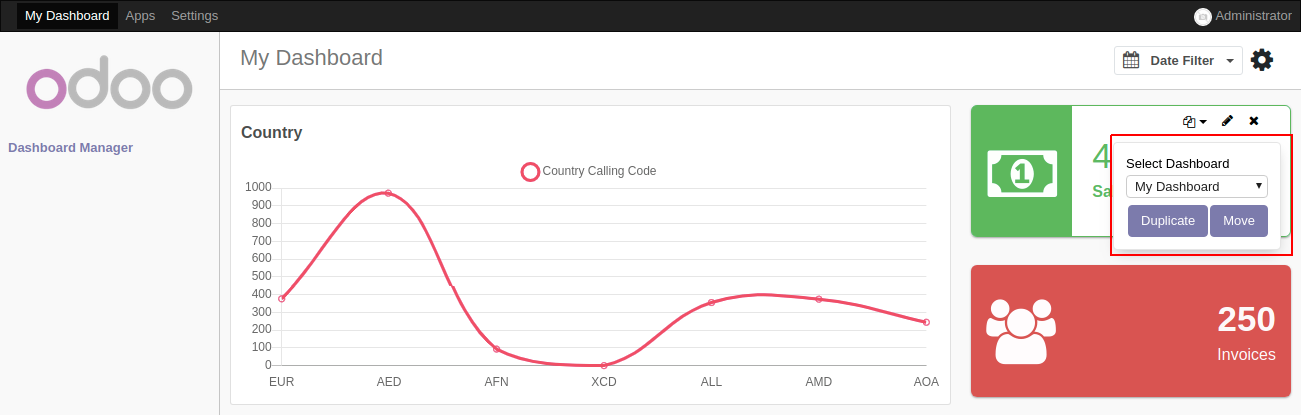 My Dashboard Apps Settings Administrator
odoo
Dashboard Manager
My Dashboard
Date Filter
Country
Country Calling Code
1000
900
800
700
600
500
400
300
200
100
0
EUR AED AFN XCD ALL AMD AOA
1
4
Sa
Select Dashboard
My Dashboard
Duplicate Move
250
Invoices